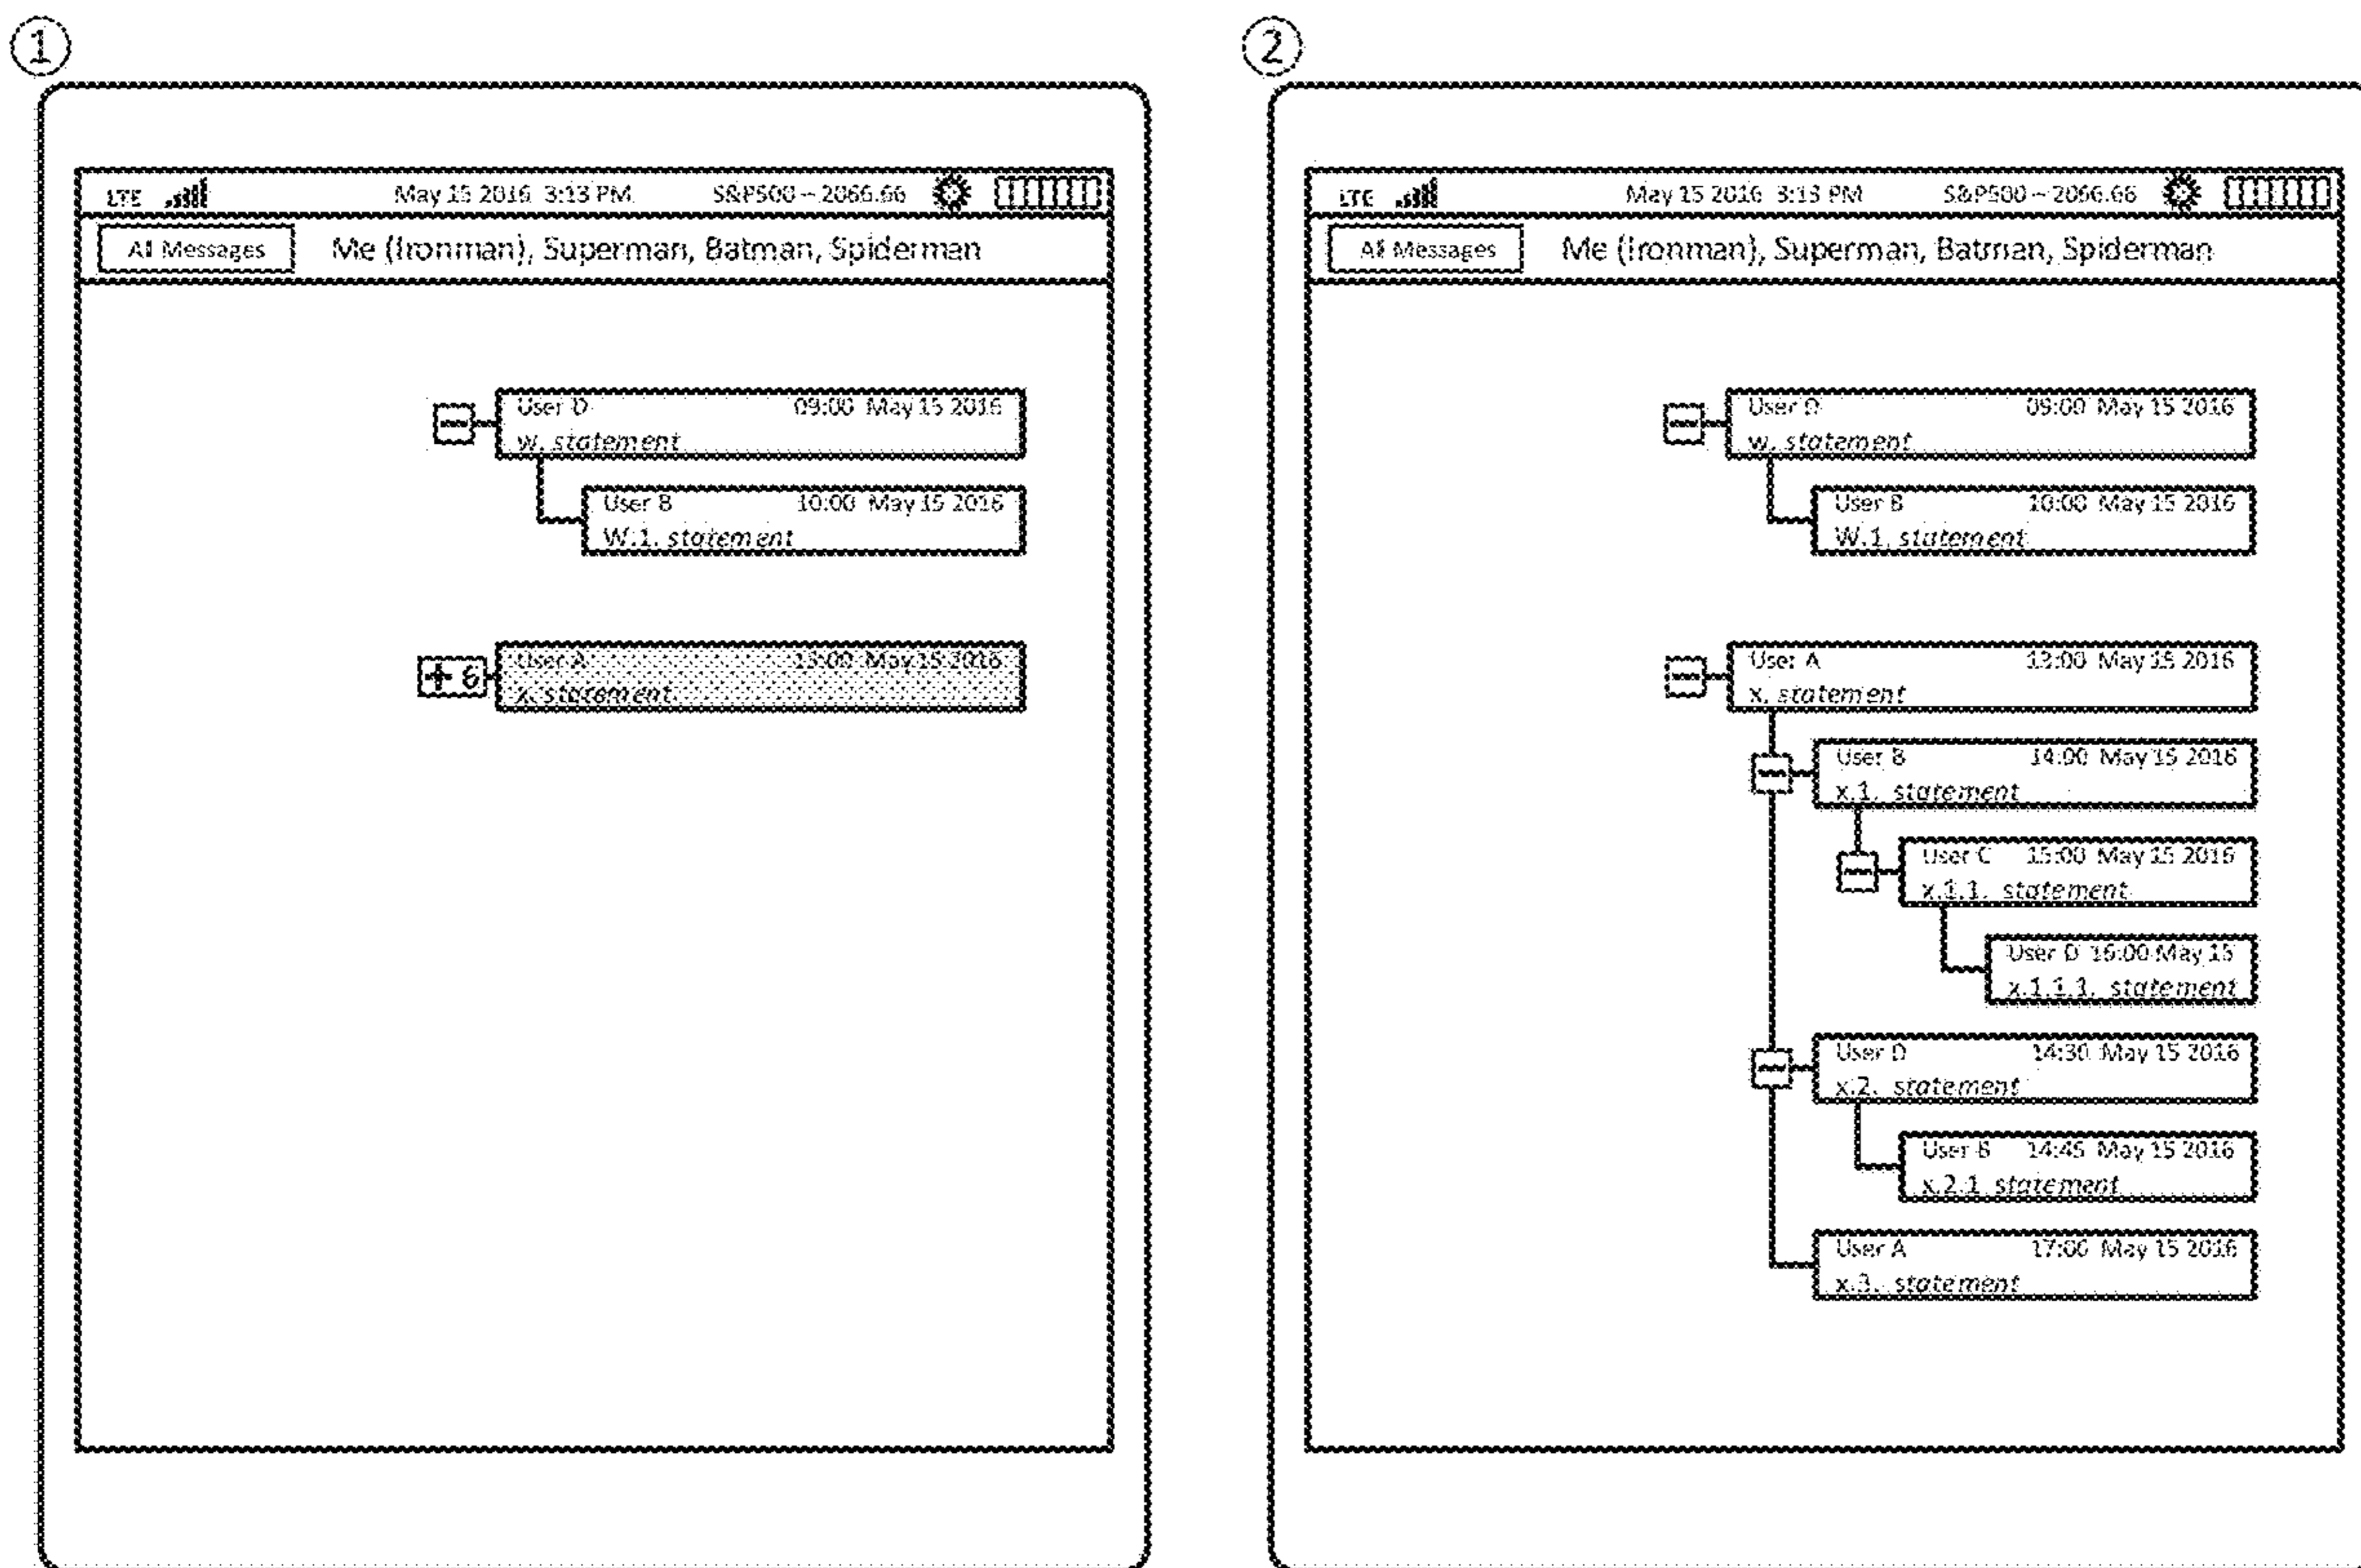 1
LTE May 15 2016 3:13 PM S&P500 – 2066.66
All Messages Me (Ironman), Superman, Batman, Spiderman
User D 09:00 May 15 2016
w. statement
User B 10:00 May 15 2016
W.1. statement
+ 6 User A 13:00 May 15 2016
x. statement
2
LTE May 15 2016 3:13 PM S&P500 – 2066.66
All Messages Me (Ironman), Superman, Batman, Spiderman
User D 09:00 May 15 2016
w. statement
User B 10:00 May 15 2016
W.1. statement
User A 13:00 May 15 2016
x. statement
User B 14:00 May 15 2016
x.1. statement
User C 15:00 May 15 2016
x.1.1. statement
User D 16:00 May 15
x.1.1.1. statement
User D 14:30 May 15 2016
x.2. statement
User B 14:45 May 15 2016
x.2.1 statement
User A 17:00 May 15 2016
x.3. statement